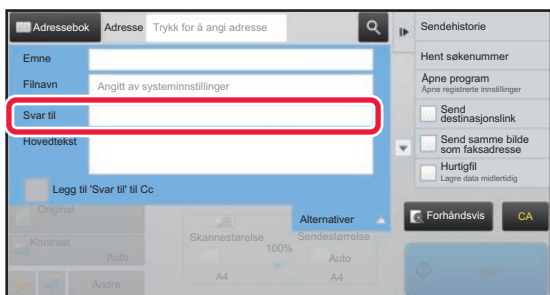 Adressebok Adresse Trykk for å angi adresse
Emne
Filnavn Angitt av systeminnstillinger
Svar til
Hovedtekst
Legg til 'Svar til' til Cc
Original
Alternativer
Skannestørrelse Sendestørrelse
Kontrast 100%
Auto Auto
A4 A4
Andre
Sendehistorie
Hent søkenummer
Åpne program
Åpne registrerte innstillinger
Send
destinasjonslink
Send samme bilde
som faksadresse
Hurtigfil
Lagre data midlertidig
Forhåndsvis CA
Start